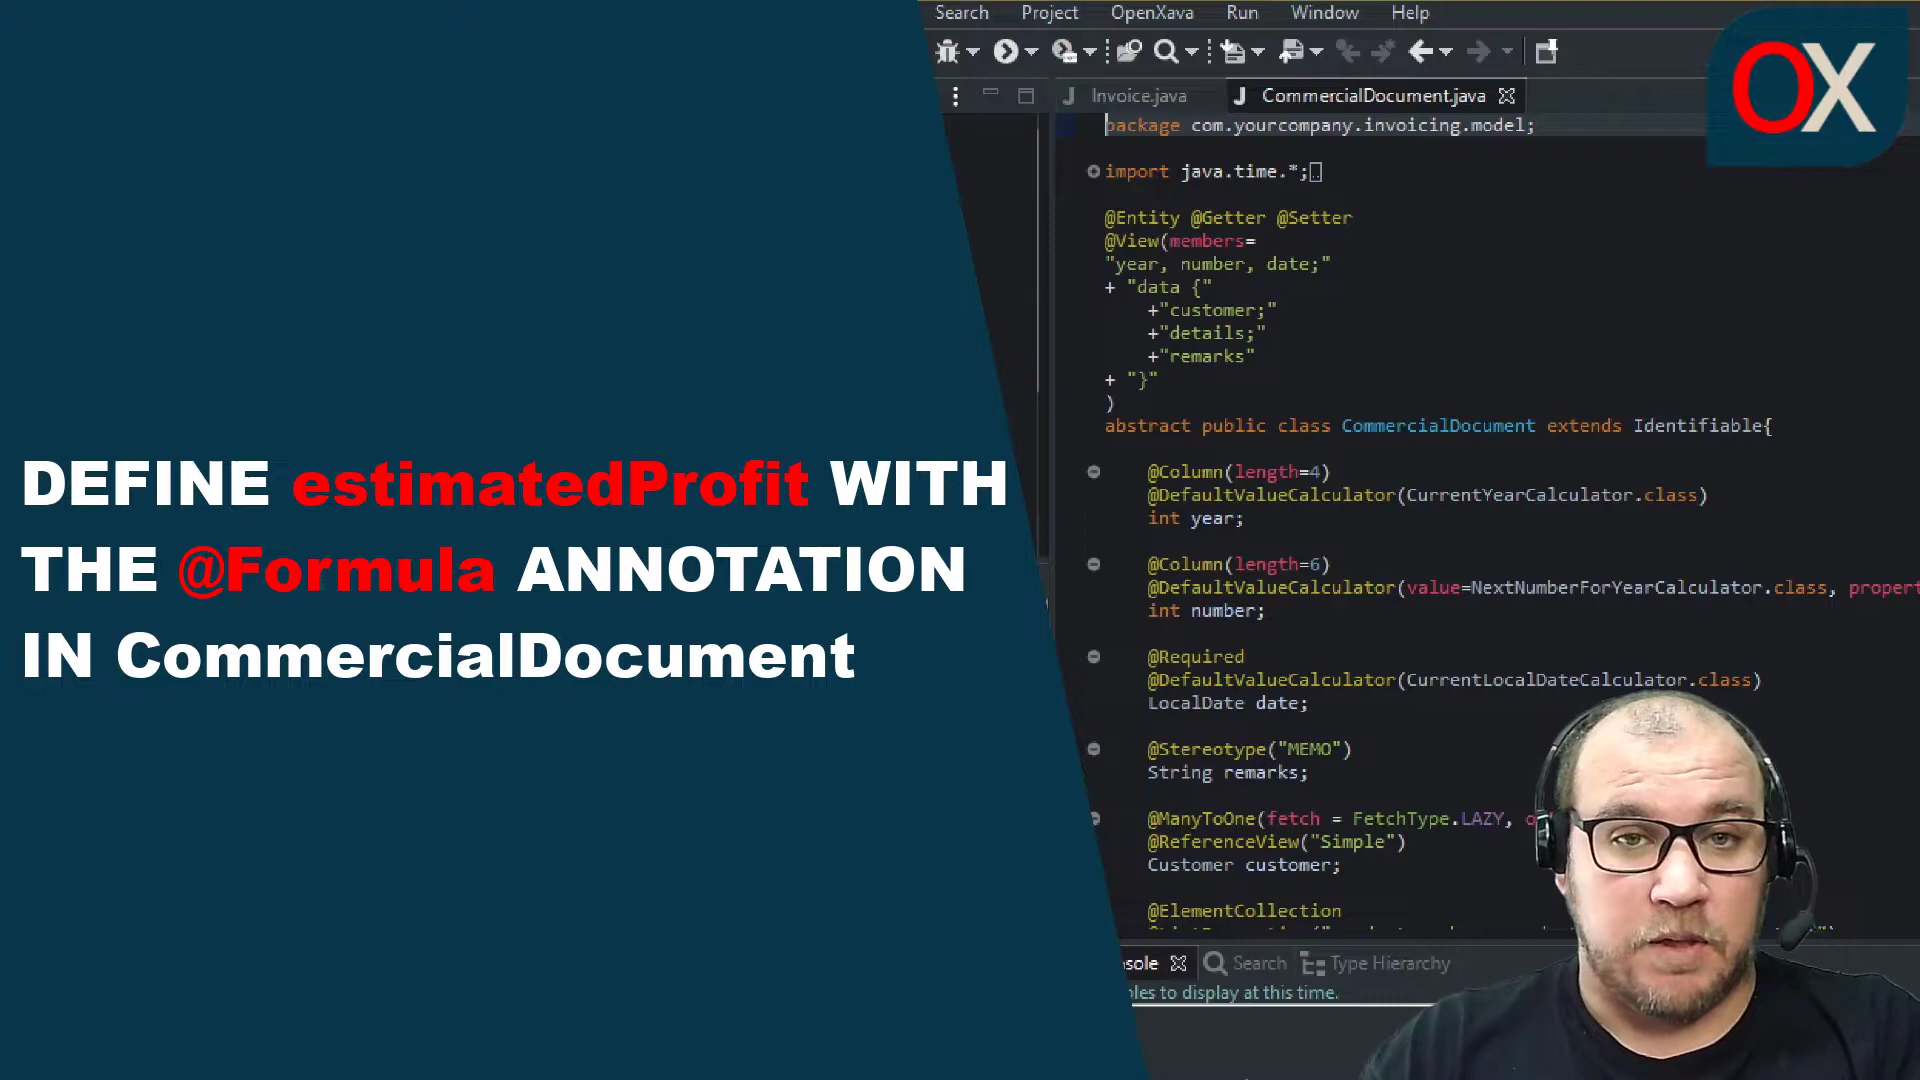 DEFINE estimatedProfit WITH
THE @Formula ANNOTATION
IN CommercialDocument
Search Project OpenXava Run Window Help
OX
Invoice.java CommercialDocument.java
package com.yourcompany.invoicing.model;
import java.time.*;
@Entity @Getter @Setter
@View(members=
"year, number, date;"
+ "data {"
+"customer;"
+"details;"
+"remarks"
+ "}"
)
abstract public class CommercialDocument extends Identifiable{
@Column(length=4)
@DefaultValueCalculator(CurrentYearCalculator.class)
int year;
@Column(length=6)
@DefaultValueCalculator(value=NextNumberForYearCalculator.class, propert
int number;
@Required
@DefaultValueCalculator(CurrentLocalDateCalculator.class)
LocalDate date;
@Stereotype("MEMO")
String remarks;
@ManyToOne(fetch = FetchType.LAZY, o
@ReferenceView("Simple")
Customer customer;
@ElementCollection
sole Search Type Hierarchy
ples to display at this time.